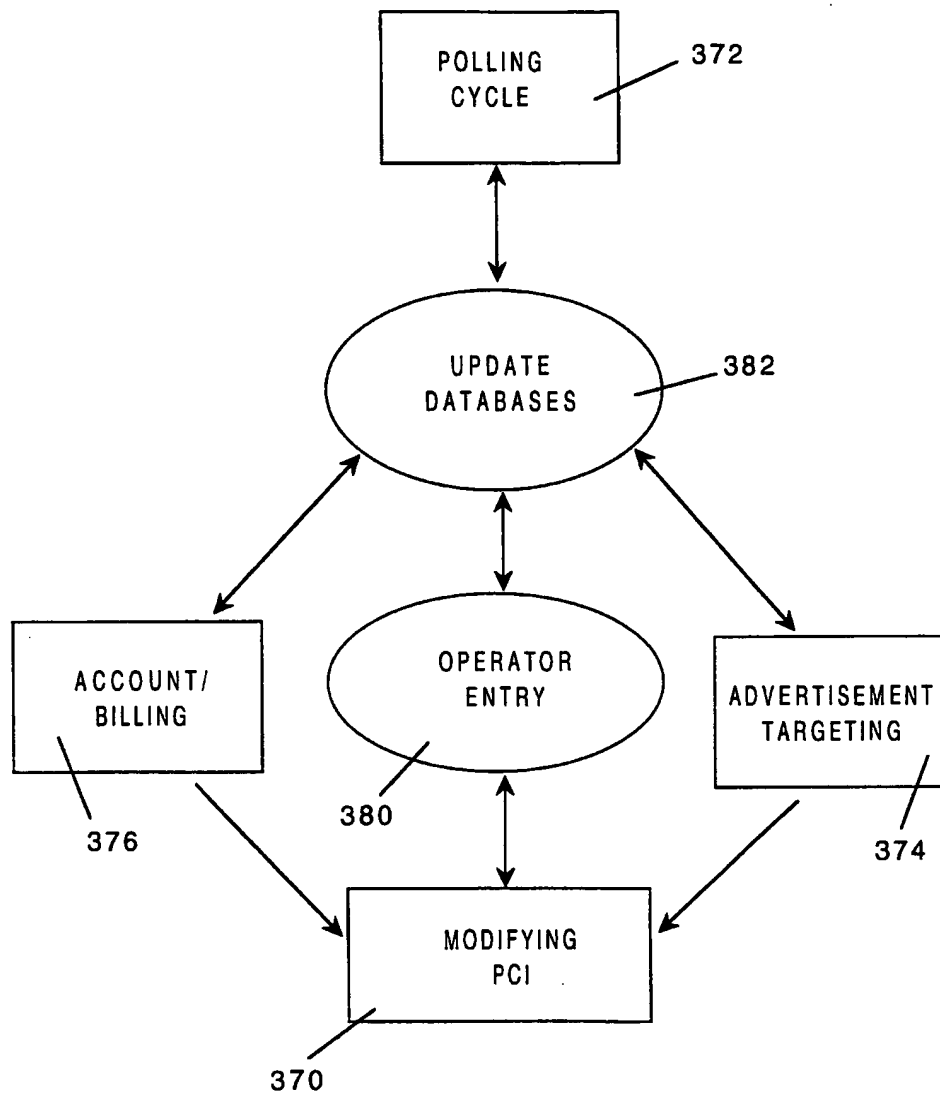 POLLING
CYCLE
372
UPDATE
DATABASES
382
ACCOUNT/
BILLING
376
OPERATOR
ENTRY
380
ADVERTISEMENT
TARGETING
374
MODIFYING
PCI
370